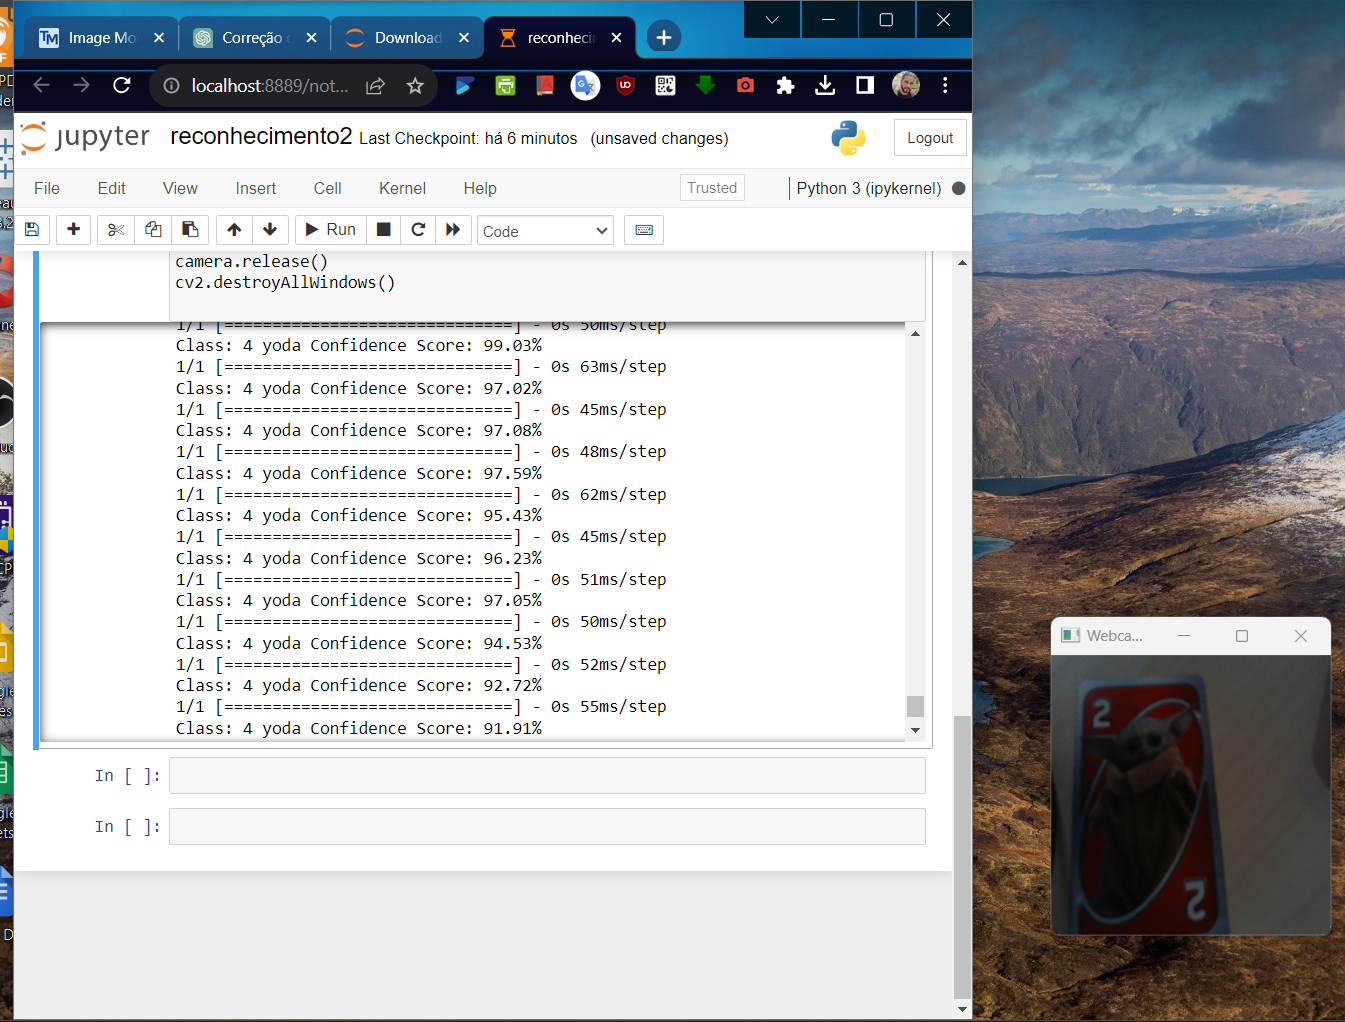 Image Mo
Correção
Download
reconheci
localhost:8889/not...
jupyter reconhecimento2 Last Checkpoint: há 6 minutos (unsaved changes)
Logout
File Edit View Insert Cell Kernel Help
Trusted
Python 3 (ipykernel)
Run
Code
camera.release()
cv2.destroyAllWindows()
1/1 [==============================] - 0s 50ms/step
Class: 4 yoda Confidence Score: 99.03%
1/1 [==============================] - 0s 63ms/step
Class: 4 yoda Confidence Score: 97.02%
1/1 [==============================] - 0s 45ms/step
Class: 4 yoda Confidence Score: 97.08%
1/1 [==============================] - 0s 48ms/step
Class: 4 yoda Confidence Score: 97.59%
1/1 [==============================] - 0s 62ms/step
Class: 4 yoda Confidence Score: 95.43%
1/1 [==============================] - 0s 45ms/step
Class: 4 yoda Confidence Score: 96.23%
1/1 [==============================] - 0s 51ms/step
Class: 4 yoda Confidence Score: 97.05%
1/1 [==============================] - 0s 50ms/step
Class: 4 yoda Confidence Score: 94.53%
1/1 [==============================] - 0s 52ms/step
Class: 4 yoda Confidence Score: 92.72%
1/1 [==============================] - 0s 55ms/step
Class: 4 yoda Confidence Score: 91.91%
In [ ]:
In [ ]:
Webca...
2
2